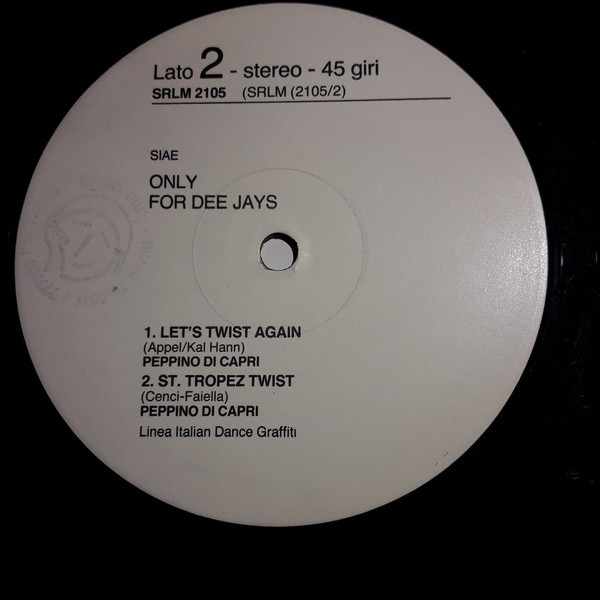 Lato 2 - stereo - 45 giri
SRLM 2105 (SRLM (2105/2)
SIAE
ONLY
FOR DEE JAYS
1. LET'S TWIST AGAIN
(Appel/Kal Hann)
PEPPINO DI CAPRI
2. ST. TROPEZ TWIST
(Cenci-Faiella)
PEPPINO DI CAPRI
Linea Italian Dance Graffiti